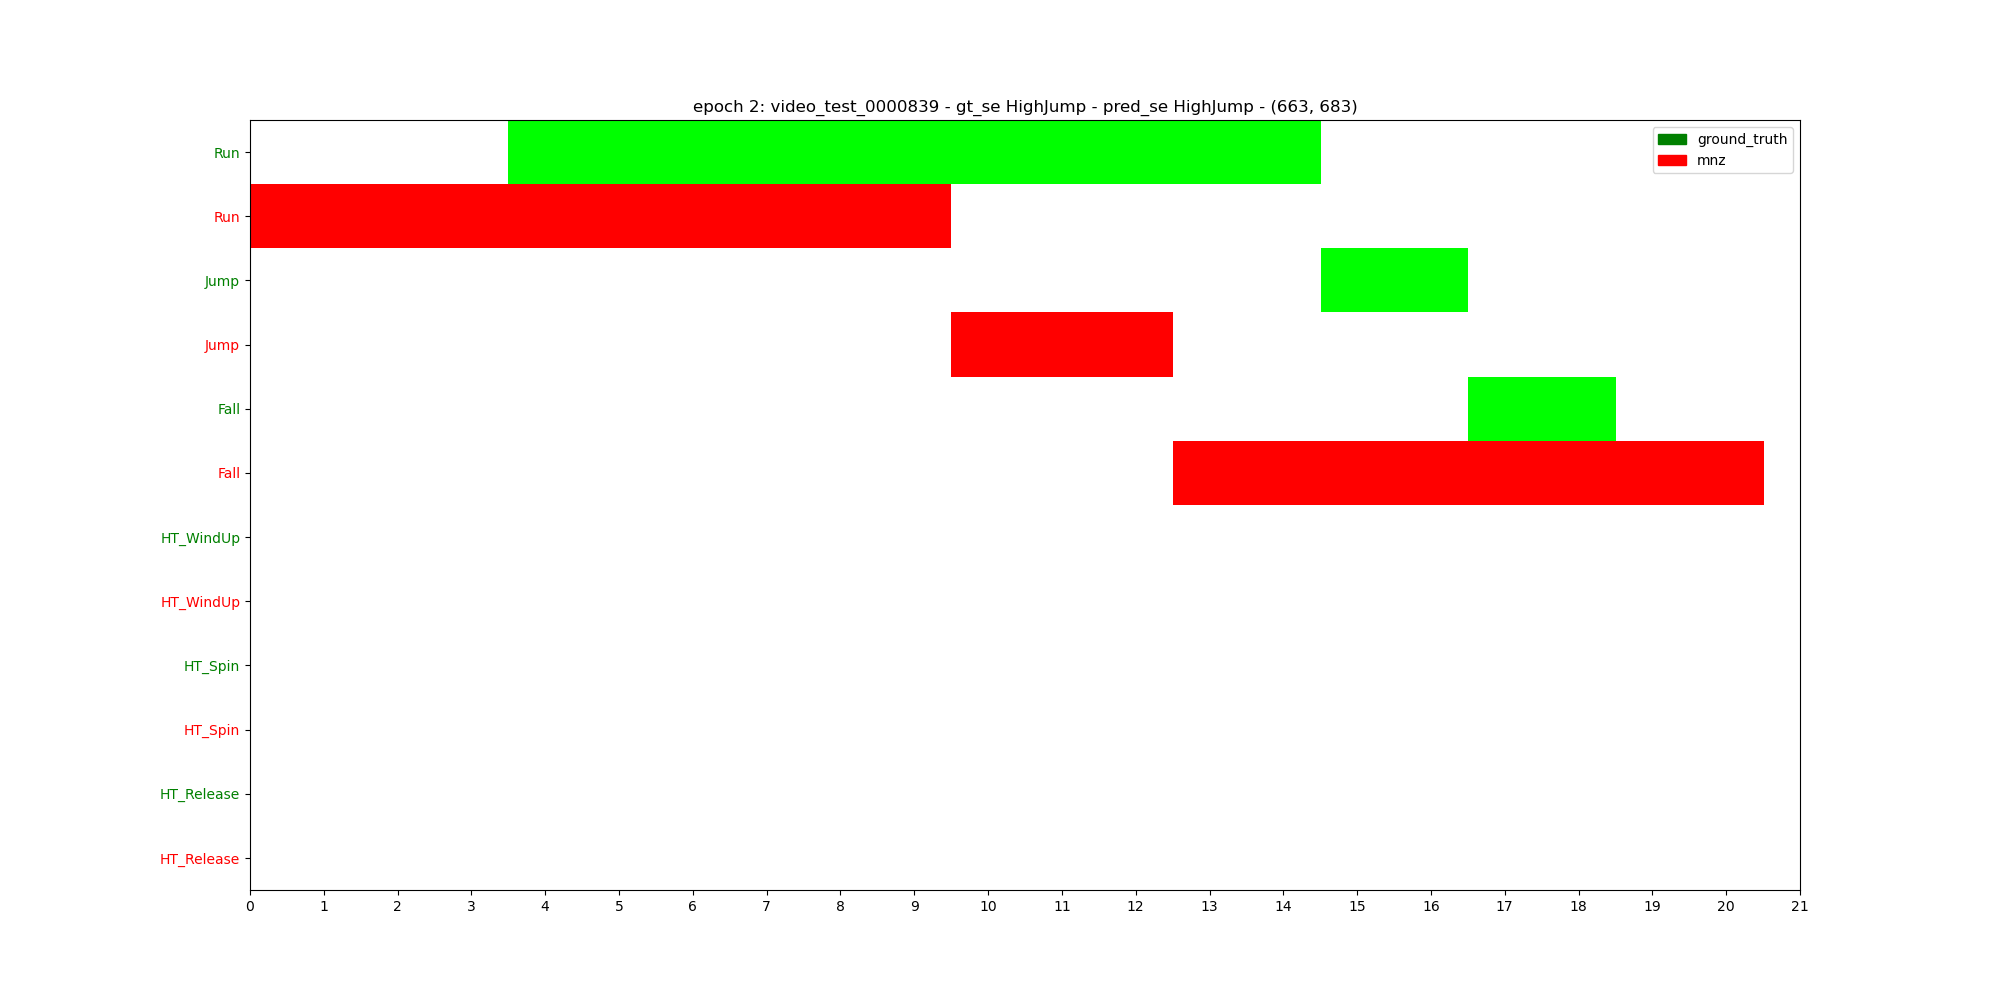 epoch 2: video_test_0000839 - gt_se HighJump - pred_se HighJump - (663, 683)
ground_truth
mnz
Run
Run
Jump
Jump
Fall
Fall
HT_WindUp
HT_WindUp
HT_Spin
HT_Spin
HT_Release
HT_Release
0 1 2 3 4 5 6 7 8 9 10 11 12 13 14 15 16 17 18 19 20 21